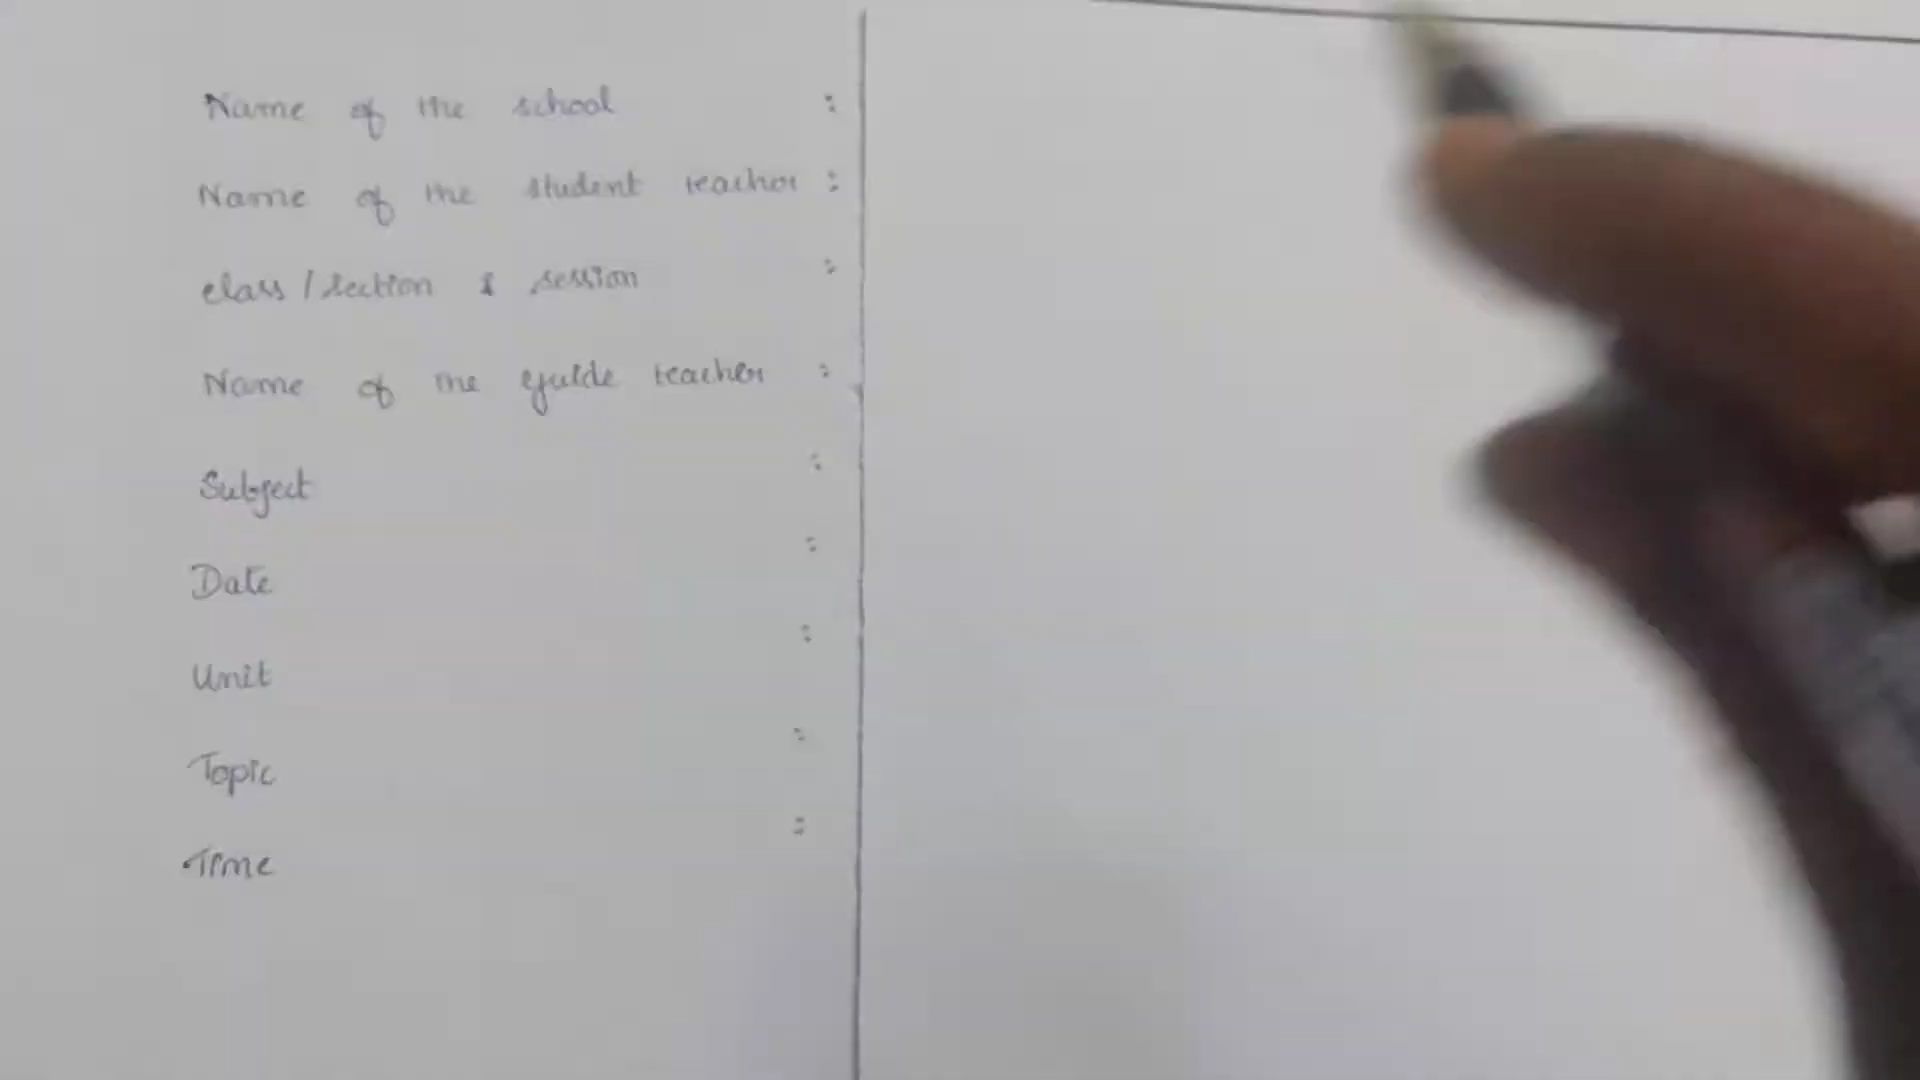 Name of the school :
Name of the student teacher :
class/section & session :
Name of the guide teacher :
Subject :
Date :
Unit :
Topic :
Time :